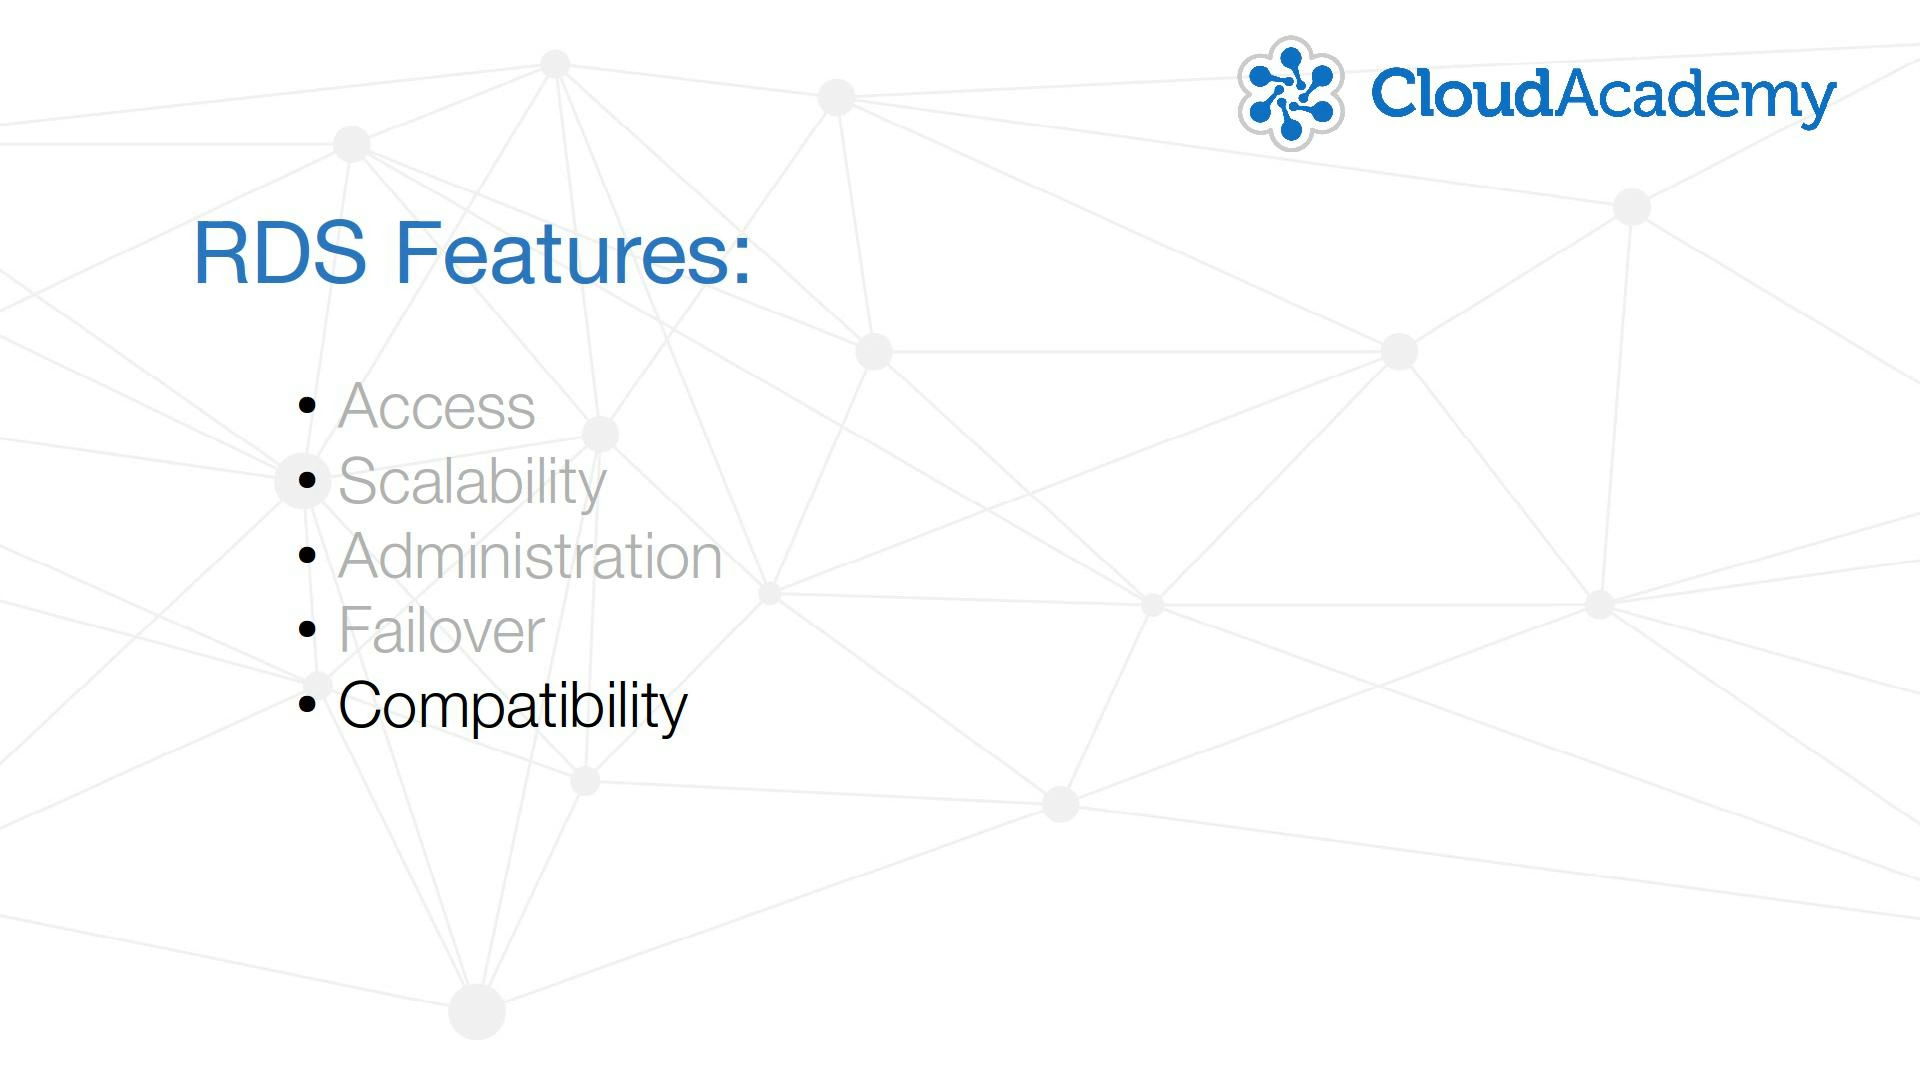 CloudAcademy
RDS Features:
• Access
• Scalability
• Administration
• Failover
• Compatibility